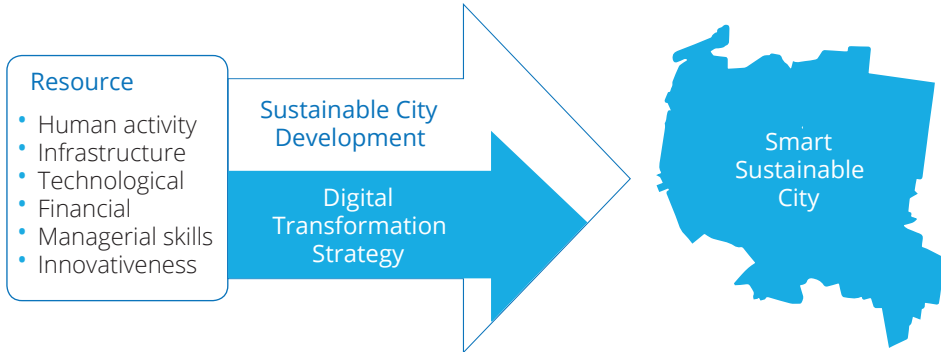 Resource
• Human activity
• Infrastructure
• Technological
• Financial
• Managerial skills
• Innovativeness
Sustainable City
Development
Digital
Transformation
Strategy
Smart
Sustainable
City